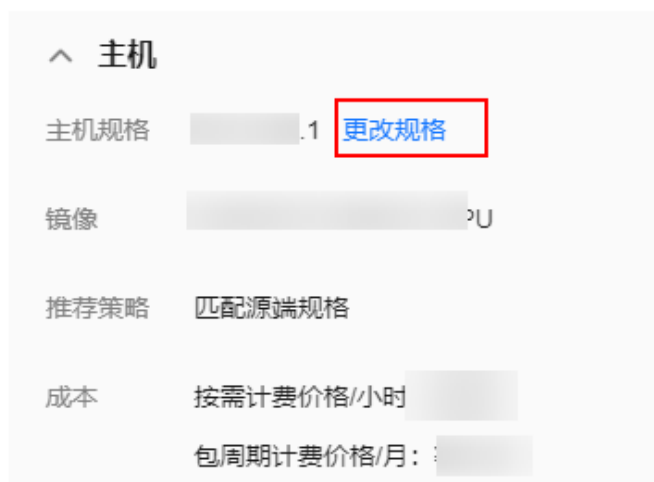 主机
主机规格 .1 更改规格
镜像 PU
推荐策略 匹配源端规格
成本 按需计费价格/小时
包周期计费价格/月：